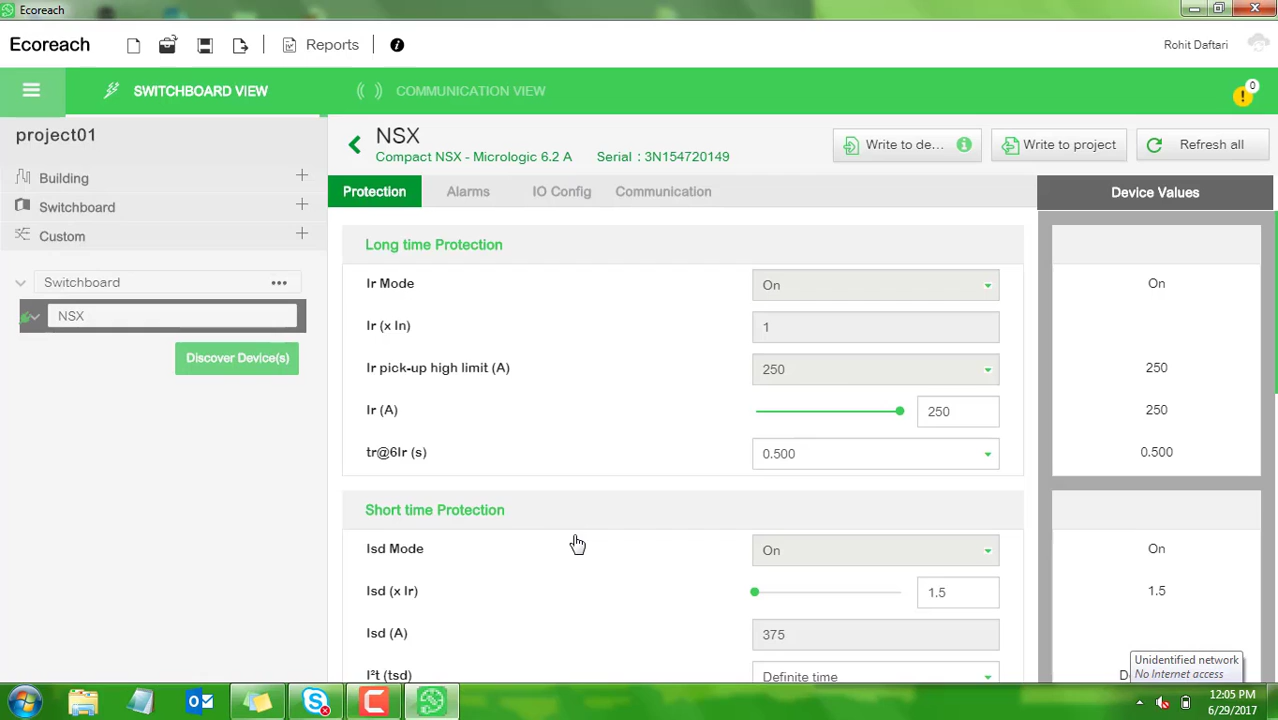 Ecoreach
Ecoreach
Reports
Rohit Daftari
SWITCHBOARD VIEW
COMMUNICATION VIEW
0
project01
Building
Switchboard
Custom
Switchboard
NSX
Discover Device(s)
NSX
Compact NSX - Micrologic 6.2 A Serial : 3N154720149
Write to de...
Write to project
Refresh all
Protection
Alarms
IO Config
Communication
Device Values
Long time Protection
Ir Mode On On
Ir (x In) 1
Ir pick-up high limit (A) 250 250
Ir (A) 250 250
tr@6Ir (s) 0.500 0.500
Short time Protection
Isd Mode On On
Isd (x Ir) 1.5 1.5
Isd (A) 375
I²t (tsd) Definite time
Unidentified network
No Internet access
12:05 PM
6/29/2017